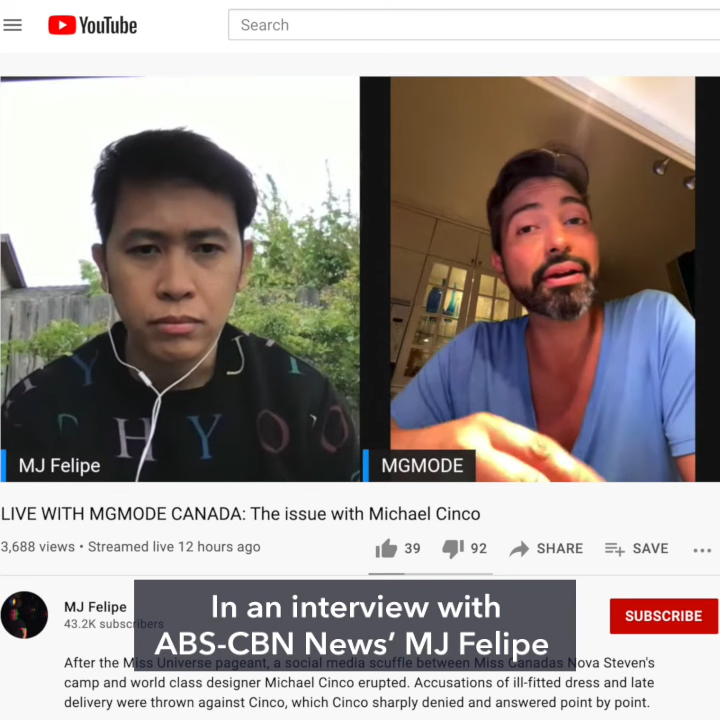 YouTube
Search
P H Y O O
MJ Felipe
MGMODE
LIVE WITH MGMODE CANADA: The issue with Michael Cinco
3,688 views • Streamed live 12 hours ago
39
92
SHARE
SAVE
MJ Felipe
43.2K subscribers
SUBSCRIBE
In an interview with
ABS-CBN News‘ MJ Felipe
After the Miss Universe pageant, a social media scuffle between Miss Canadas Nova Steven's
camp and world class designer Michael Cinco erupted. Accusations of ill-fitted dress and late
delivery were thrown against Cinco, which Cinco sharply denied and answered point by point.